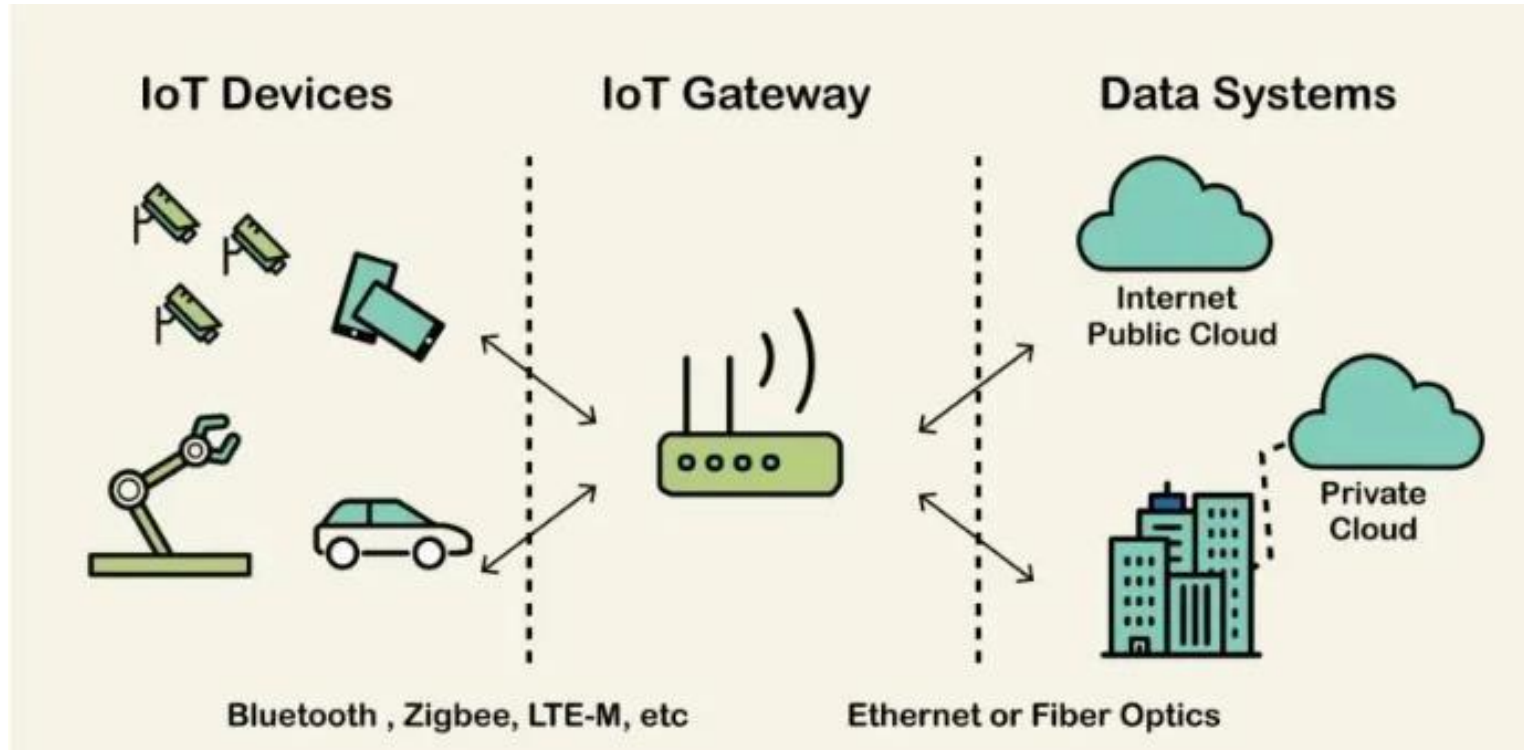 IoT Devices
IoT Gateway
Data Systems
Internet
Public Cloud
Private
Cloud
Bluetooth , Zigbee, LTE-M, etc
Ethernet or Fiber Optics